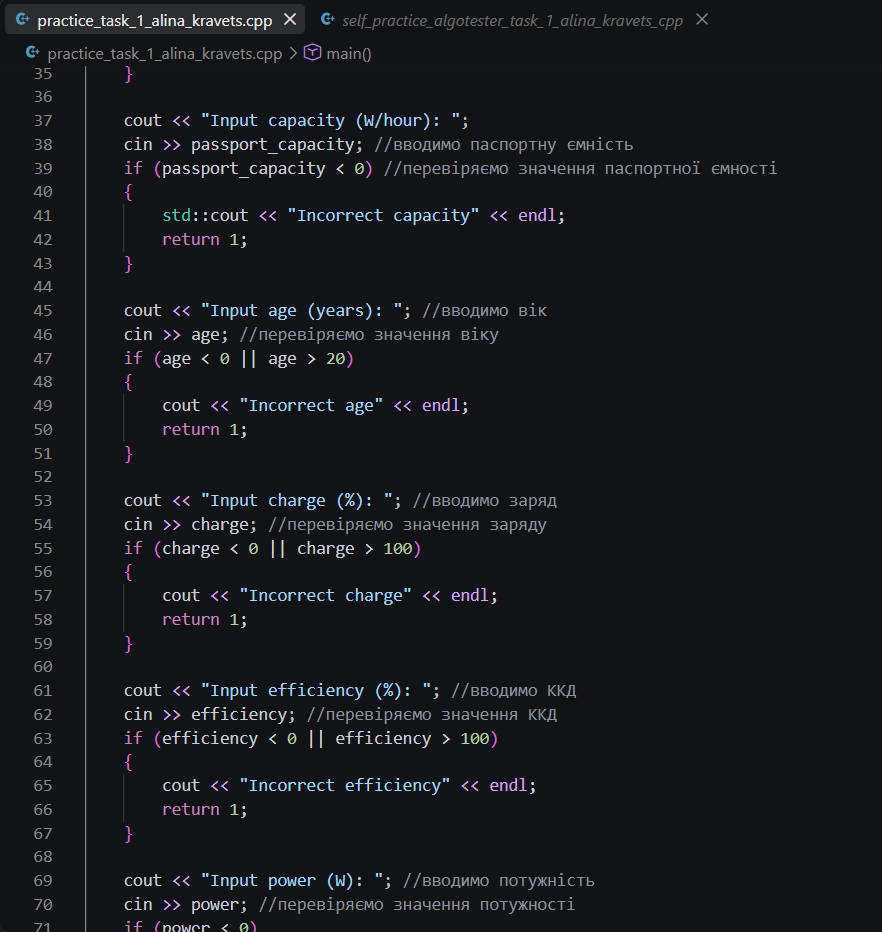 practice_task_1_alina_kravets.cpp self_practice_algotester_task_1_alina_kravets_cpp
practice_task_1_alina_kravets.cpp > main()
35 }
36
37 cout << "Input capacity (W/hour): ";
38 cin >> passport_capacity; //вводимо паспортну ємність
39 if (passport_capacity < 0) //перевіряємо значення паспортної ємності
40 {
41 std::cout << "Incorrect capacity" << endl;
42 return 1;
43 }
44
45 cout << "Input age (years): "; //вводимо вік
46 cin >> age; //перевіряємо значення віку
47 if (age < 0 || age > 20)
48 {
49 cout << "Incorrect age" << endl;
50 return 1;
51 }
52
53 cout << "Input charge (%): "; //вводимо заряд
54 cin >> charge; //перевіряємо значення заряду
55 if (charge < 0 || charge > 100)
56 {
57 cout << "Incorrect charge" << endl;
58 return 1;
59 }
60
61 cout << "Input efficiency (%): "; //вводимо ККД
62 cin >> efficiency; //перевіряємо значення ККД
63 if (efficiency < 0 || efficiency > 100)
64 {
65 cout << "Incorrect efficiency" << endl;
66 return 1;
67 }
68
69 cout << "Input power (W): "; //вводимо потужність
70 cin >> power; //перевіряємо значення потужності
71 if (power < 0)